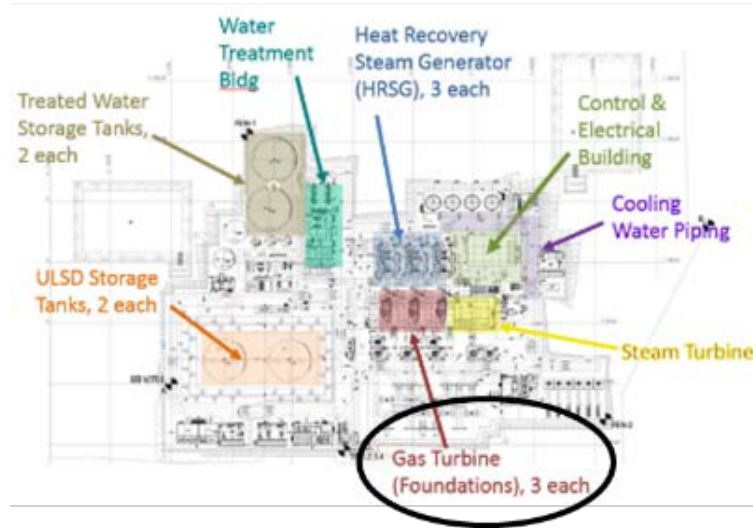 Water
Treatment
Bldg
Heat Recovery
Steam Generator
(HRSG), 3 each
Treated Water
Storage Tanks,
2 each
Control &
Electrical
Building
Cooling
Water Piping
ULSD Storage
Tanks, 2 each
Steam Turbine
Gas Turbine
(Foundations), 3 each